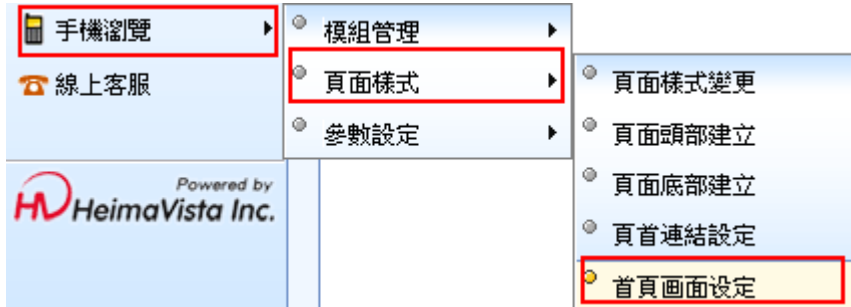 手機瀏覽
線上客服
Powered by
HeimaVista Inc.
模組管理
頁面樣式
參數設定
頁面樣式變更
頁面頭部建立
頁面底部建立
頁首連結設定
首頁画面设定